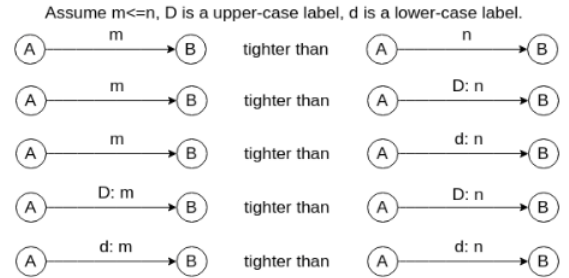 Assume m<=n, D is a upper-case label, d is a lower-case label.
A m B tighter than A n B
A m B tighter than A D: n B
A m B tighter than A d: n B
A D: m B tighter than A D: n B
A d: m B tighter than A d: n B